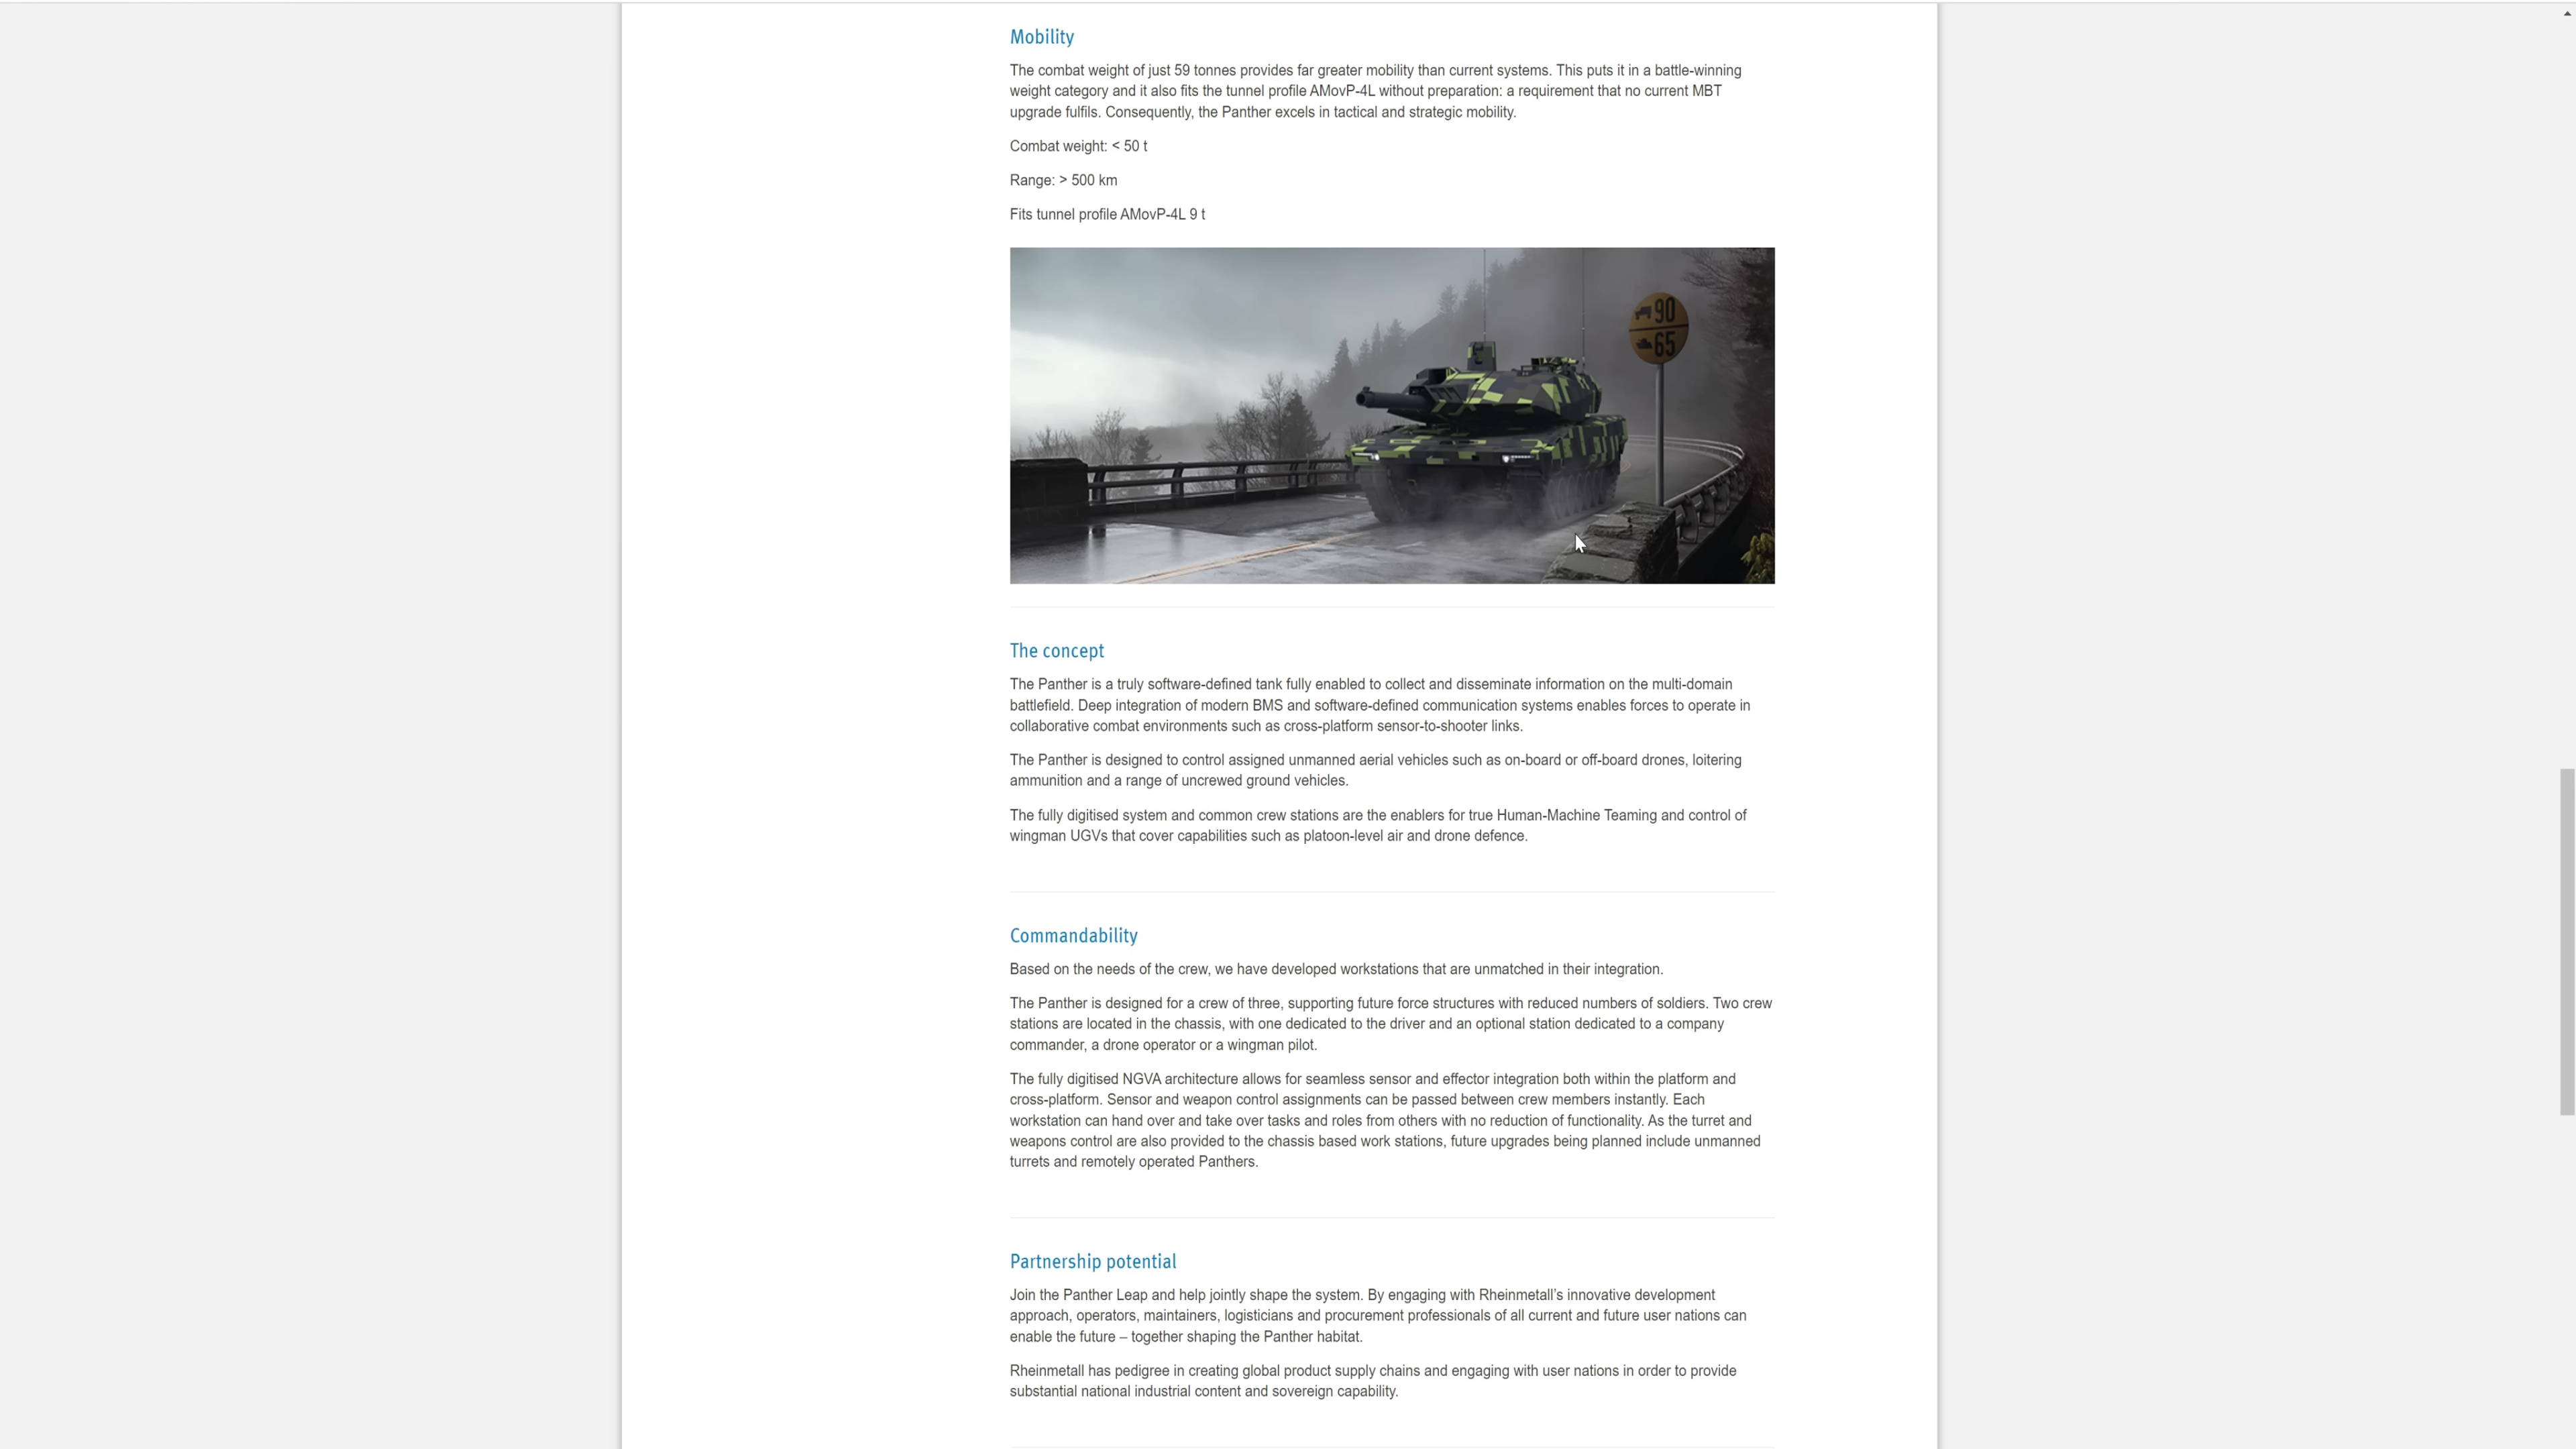 Mobility
The combat weight of just 59 tonnes provides far greater mobility than current systems. This puts it in a battle-winning
weight category and it also fits the tunnel profile AMovP-4L without preparation: a requirement that no current MBT
upgrade fulfils. Consequently, the Panther excels in tactical and strategic mobility.
Combat weight: < 50 t
Range: > 500 km
Fits tunnel profile AMovP-4L 9 t
90
65
The concept
The Panther is a truly software-defined tank fully enabled to collect and disseminate information on the multi-domain
battlefield. Deep integration of modern BMS and software-defined communication systems enables forces to operate in
collaborative combat environments such as cross-platform sensor-to-shooter links.
The Panther is designed to control assigned unmanned aerial vehicles such as on-board or off-board drones, loitering
ammunition and a range of uncrewed ground vehicles.
The fully digitised system and common crew stations are the enablers for true Human-Machine Teaming and control of
wingman UGVs that cover capabilities such as platoon-level air and drone defence.
Commandability
Based on the needs of the crew, we have developed workstations that are unmatched in their integration.
The Panther is designed for a crew of three, supporting future force structures with reduced numbers of soldiers. Two crew
stations are located in the chassis, with one dedicated to the driver and an optional station dedicated to a company
commander, a drone operator or a wingman pilot.
The fully digitised NGVA architecture allows for seamless sensor and effector integration both within the platform and
cross-platform. Sensor and weapon control assignments can be passed between crew members instantly. Each
workstation can hand over and take over tasks and roles from others with no reduction of functionality. As the turret and
weapons control are also provided to the chassis based work stations, future upgrades being planned include unmanned
turrets and remotely operated Panthers.
Partnership potential
Join the Panther Leap and help jointly shape the system. By engaging with Rheinmetall’s innovative development
approach, operators, maintainers, logisticians and procurement professionals of all current and future user nations can
enable the future – together shaping the Panther habitat.
Rheinmetall has pedigree in creating global product supply chains and engaging with user nations in order to provide
substantial national industrial content and sovereign capability.